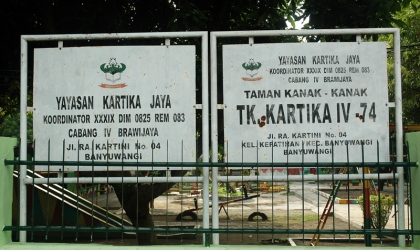 YAYASAN KARTIKA JAYA
KOORDINATOR XXXIX DIM 0825 REM 083
CABANG IV BRAWIJAYA
Jl. RA. KARTINI No. 04
BANYUWANGI
YAYASAN KARTIKA JAYA
KOORDINATOR XXXIX DIM 0825 REM 083
CABANG IV BRAWIJAYA
TAMAN KANAK - KANAK
TK. KARTIKA IV - 74
JL. RA. KARTINI No. 04
KEL. KEPATIHAN / KEC. BANYUWANGI
BANYUWANGI